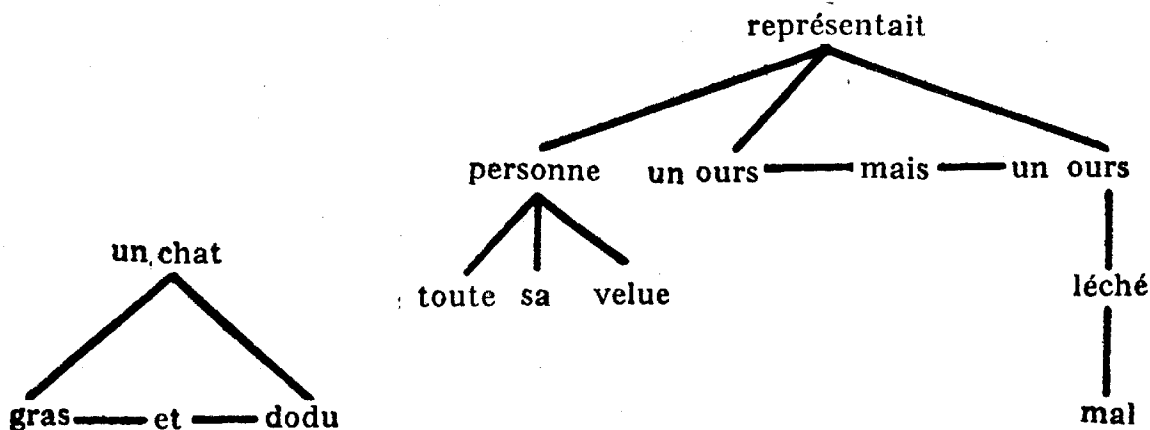 représentait
personne un ours mais un ours
un chat
toute sa velue
léché
gras et dodu
mal